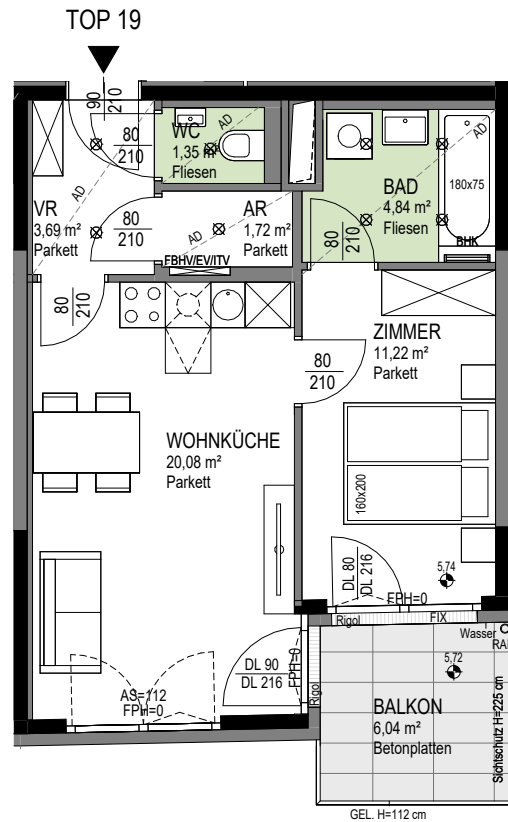 TOP 19
90
210
80
210
AD
WC
1,35 m²
Fliesen
AD
VR
3,69 m²
Parkett
80
210
AD
AR
1,72 m²
Parkett
FBHV/EV/ITV
BAD
4,84 m²
Fliesen
AD
180x75
BHK
80
210
80
210
ZIMMER
11,22 m²
Parkett
80
210
WOHNKÜCHE
20,08 m²
Parkett
160x200
DL 80
DL 216
5,74
FPH=0
Rigol
FIX
Wasser
5,72
DL 90
DL 216
FPH=0
Rigol
AS=112
FPH=0
BALKON
6,04 m²
Betonplatten
Sichtschutz H=225 cm
GEL. H=112 cm